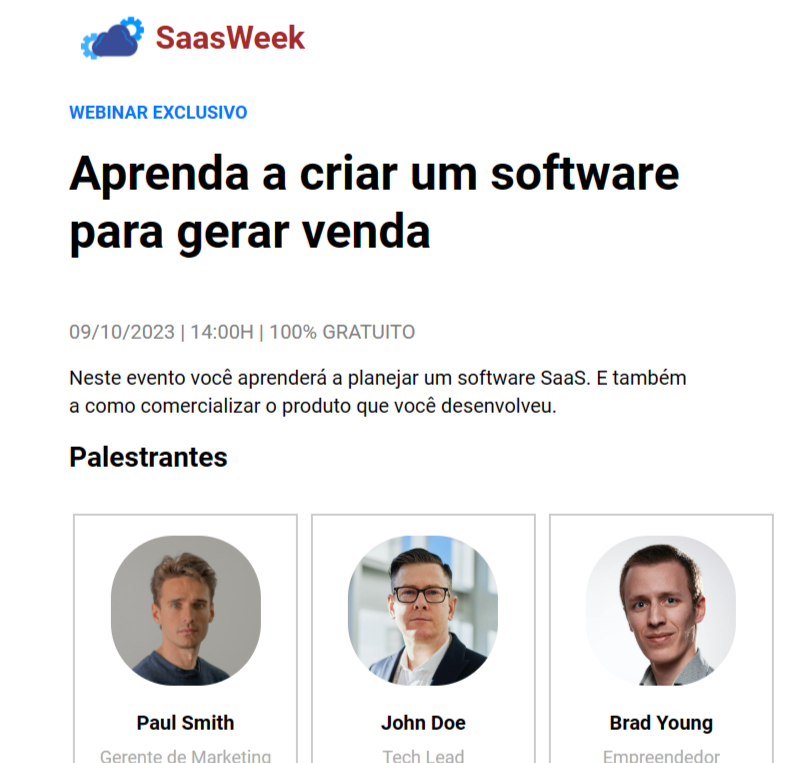 SaasWeek
WEBINAR EXCLUSIVO
Aprenda a criar um software
para gerar venda
09/10/2023 | 14:00H | 100% GRATUITO
Neste evento você aprenderá a planejar um software SaaS. E também
a como comercializar o produto que você desenvolveu.
Palestrantes
Paul Smith
Gerente de Marketing
John Doe
Tech Lead
Brad Young
Empreendedor